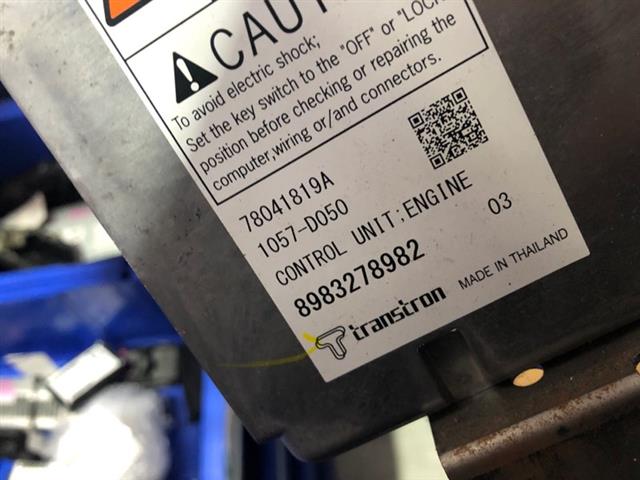 CAUT
To avoid electric shock;
Set the key switch to the "OFF" or "LOCK
position before checking or repairing the
computer,wiring or/and connectors.
78041819A
1057-D050
CONTROL UNIT;ENGINE
8983278982
03
transtron
MADE IN THAILAND